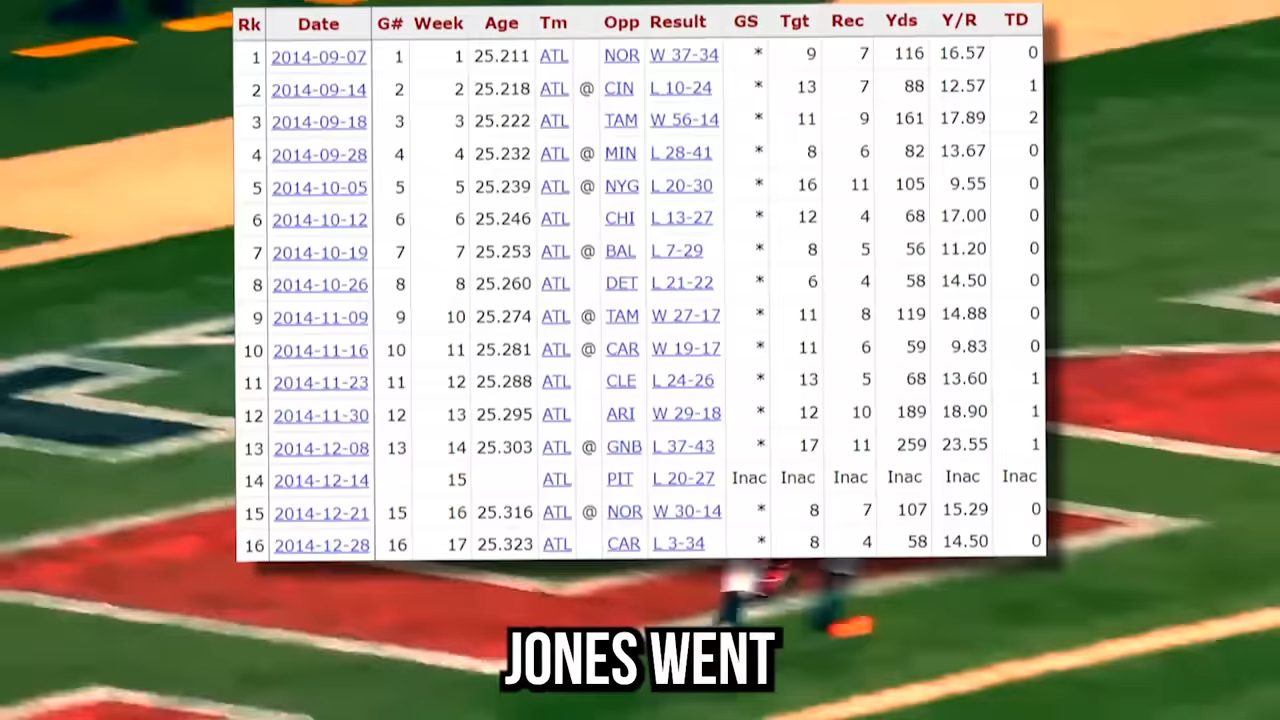 Rk Date G# Week Age Tm Opp Result GS Tgt Rec Yds Y/R TD
1 2014-09-07 1 1 25.211 ATL NOR W 37-34 * 9 7 116 16.57 0
2 2014-09-14 2 2 25.218 ATL @ CIN L 10-24 * 13 7 88 12.57 1
3 2014-09-18 3 3 25.222 ATL TAM W 56-14 * 11 9 161 17.89 2
4 2014-09-28 4 4 25.232 ATL @ MIN L 28-41 * 8 6 82 13.67 0
5 2014-10-05 5 5 25.239 ATL @ NYG L 20-30 * 16 11 105 9.55 0
6 2014-10-12 6 6 25.246 ATL CHI L 13-27 * 12 4 68 17.00 0
7 2014-10-19 7 7 25.253 ATL @ BAL L 7-29 * 8 5 56 11.20 0
8 2014-10-26 8 8 25.260 ATL DET L 21-22 * 6 4 58 14.50 0
9 2014-11-09 9 10 25.274 ATL @ TAM W 27-17 * 11 8 119 14.88 0
10 2014-11-16 10 11 25.281 ATL @ CAR W 19-17 * 11 6 59 9.83 0
11 2014-11-23 11 12 25.288 ATL CLE L 24-26 * 13 5 68 13.60 1
12 2014-11-30 12 13 25.295 ATL ARI W 29-18 * 12 10 189 18.90 1
13 2014-12-08 13 14 25.303 ATL @ GNB L 37-43 * 17 11 259 23.55 1
14 2014-12-14 15 ATL PIT L 20-27 Inac Inac Inac Inac Inac Inac
15 2014-12-21 15 16 25.316 ATL @ NOR W 30-14 * 8 7 107 15.29 0
16 2014-12-28 16 17 25.323 ATL CAR L 3-34 * 8 4 58 14.50 0
JONES WENT